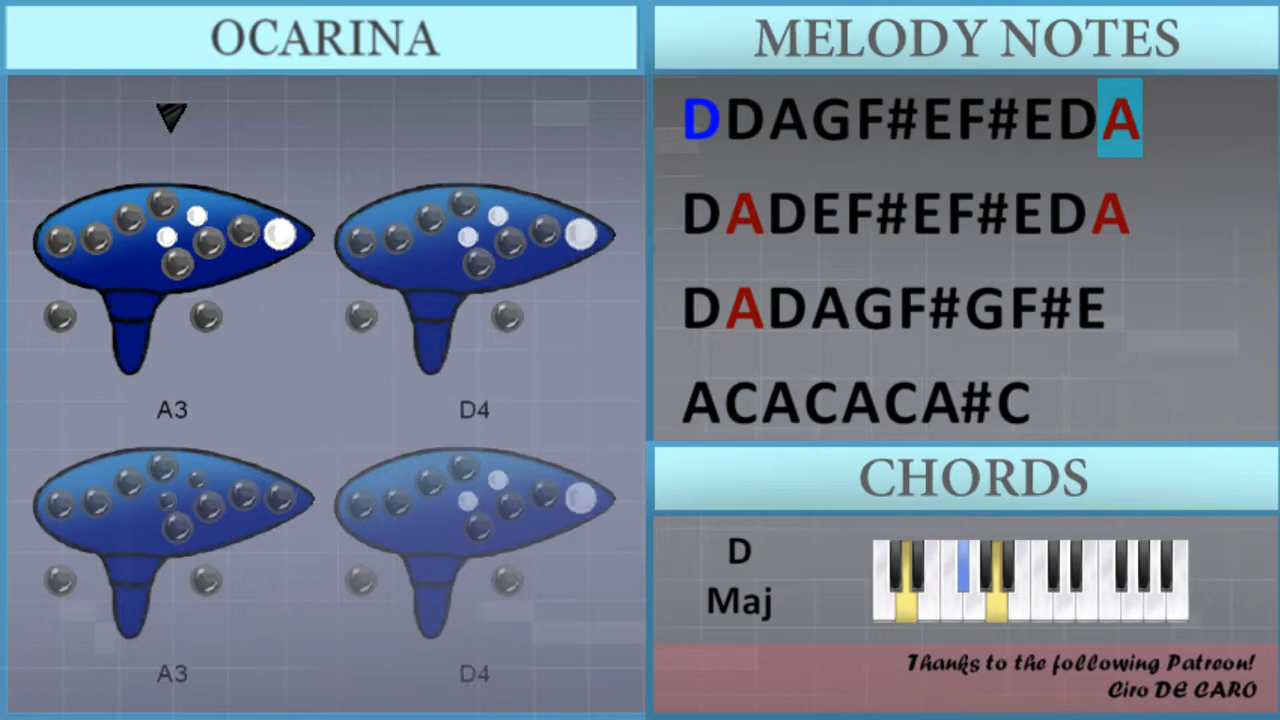 OCARINA
A3
D4
A3
D4
MELODY NOTES
DDAGF#EF#EDA
DADEF#EF#EDA
DADAGF#GF#E
ACACACA#C
CHORDS
D
Maj
Thanks to the following Patreon!
Ciro DE CARO